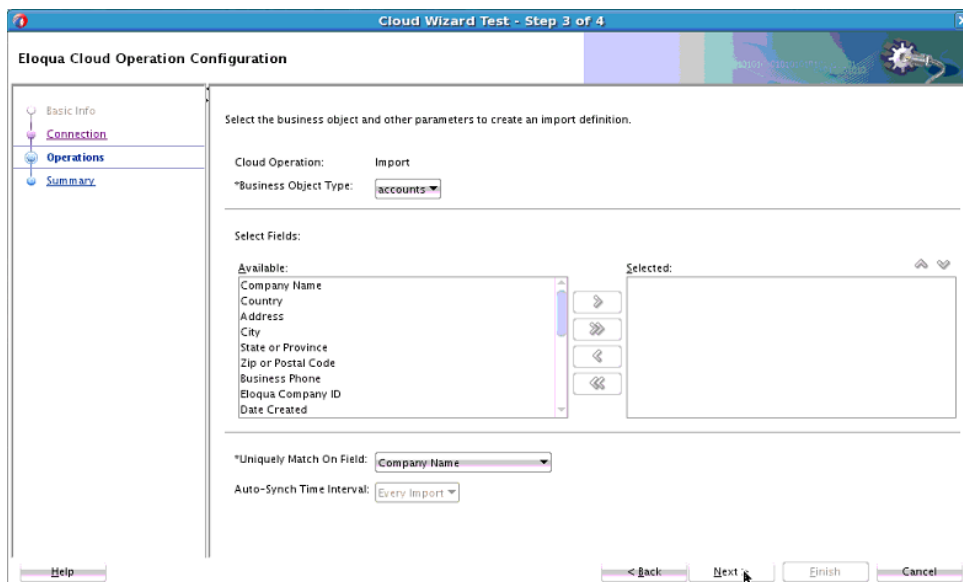 Cloud Wizard Test - Step 3 of 4
Eloqua Cloud Operation Configuration
Basic Info
Connection
Operations
Summary
Select the business object and other parameters to create an import definition.
Cloud Operation: Import
*Business Object Type: accounts
Select Fields:
Available:
Company Name
Country
Address
City
State or Province
Zip or Postal Code
Business Phone
Eloqua Company ID
Date Created
Selected:
*Uniquely Match On Field: Company Name
Auto-Synch Time Interval: Every Import
Help < Back Next > Finish Cancel